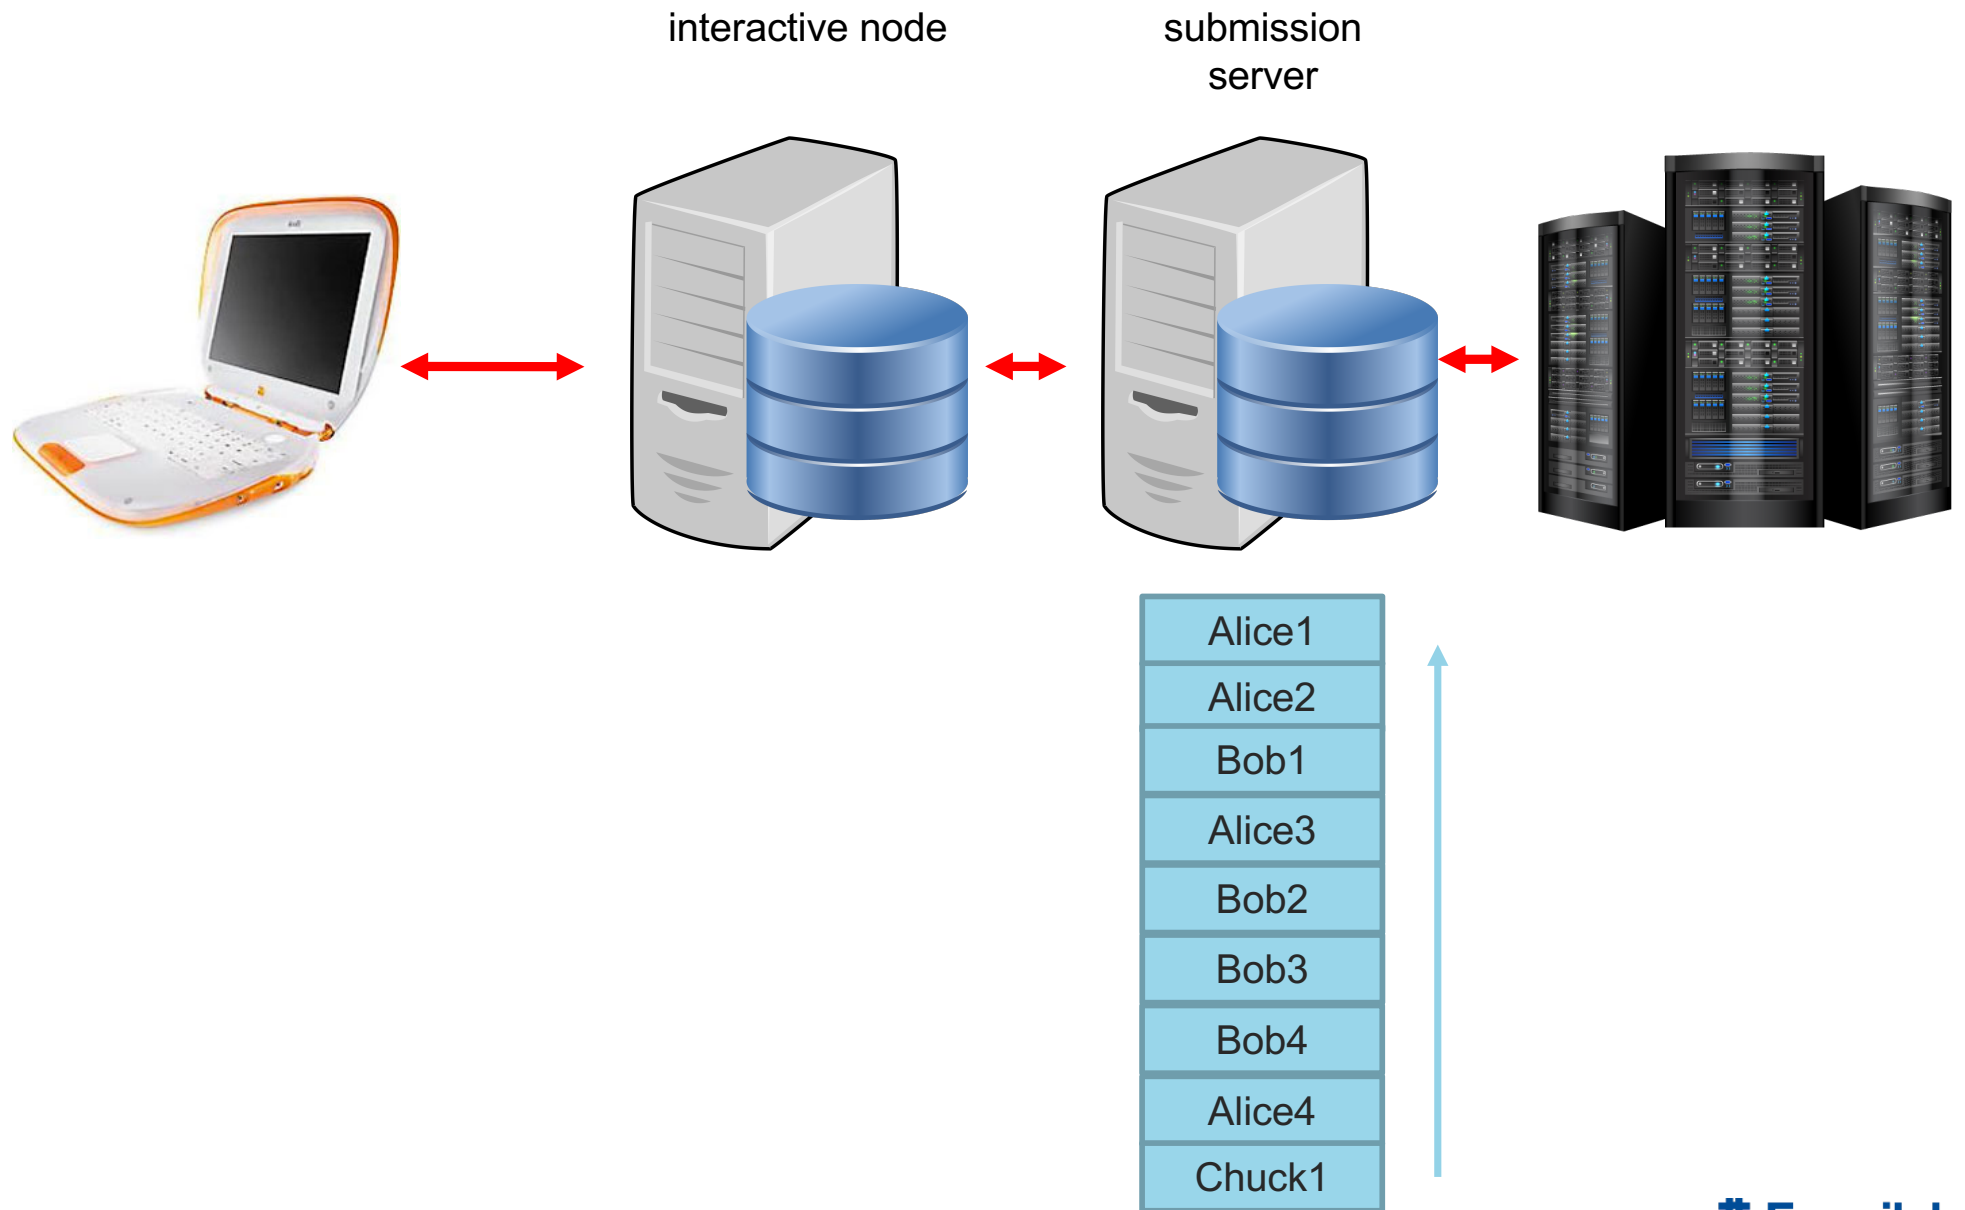 interactive node
submission
server
Alice1
Alice2
Bob1
Alice3
Bob2
Bob3
Bob4
Alice4
Chuck1